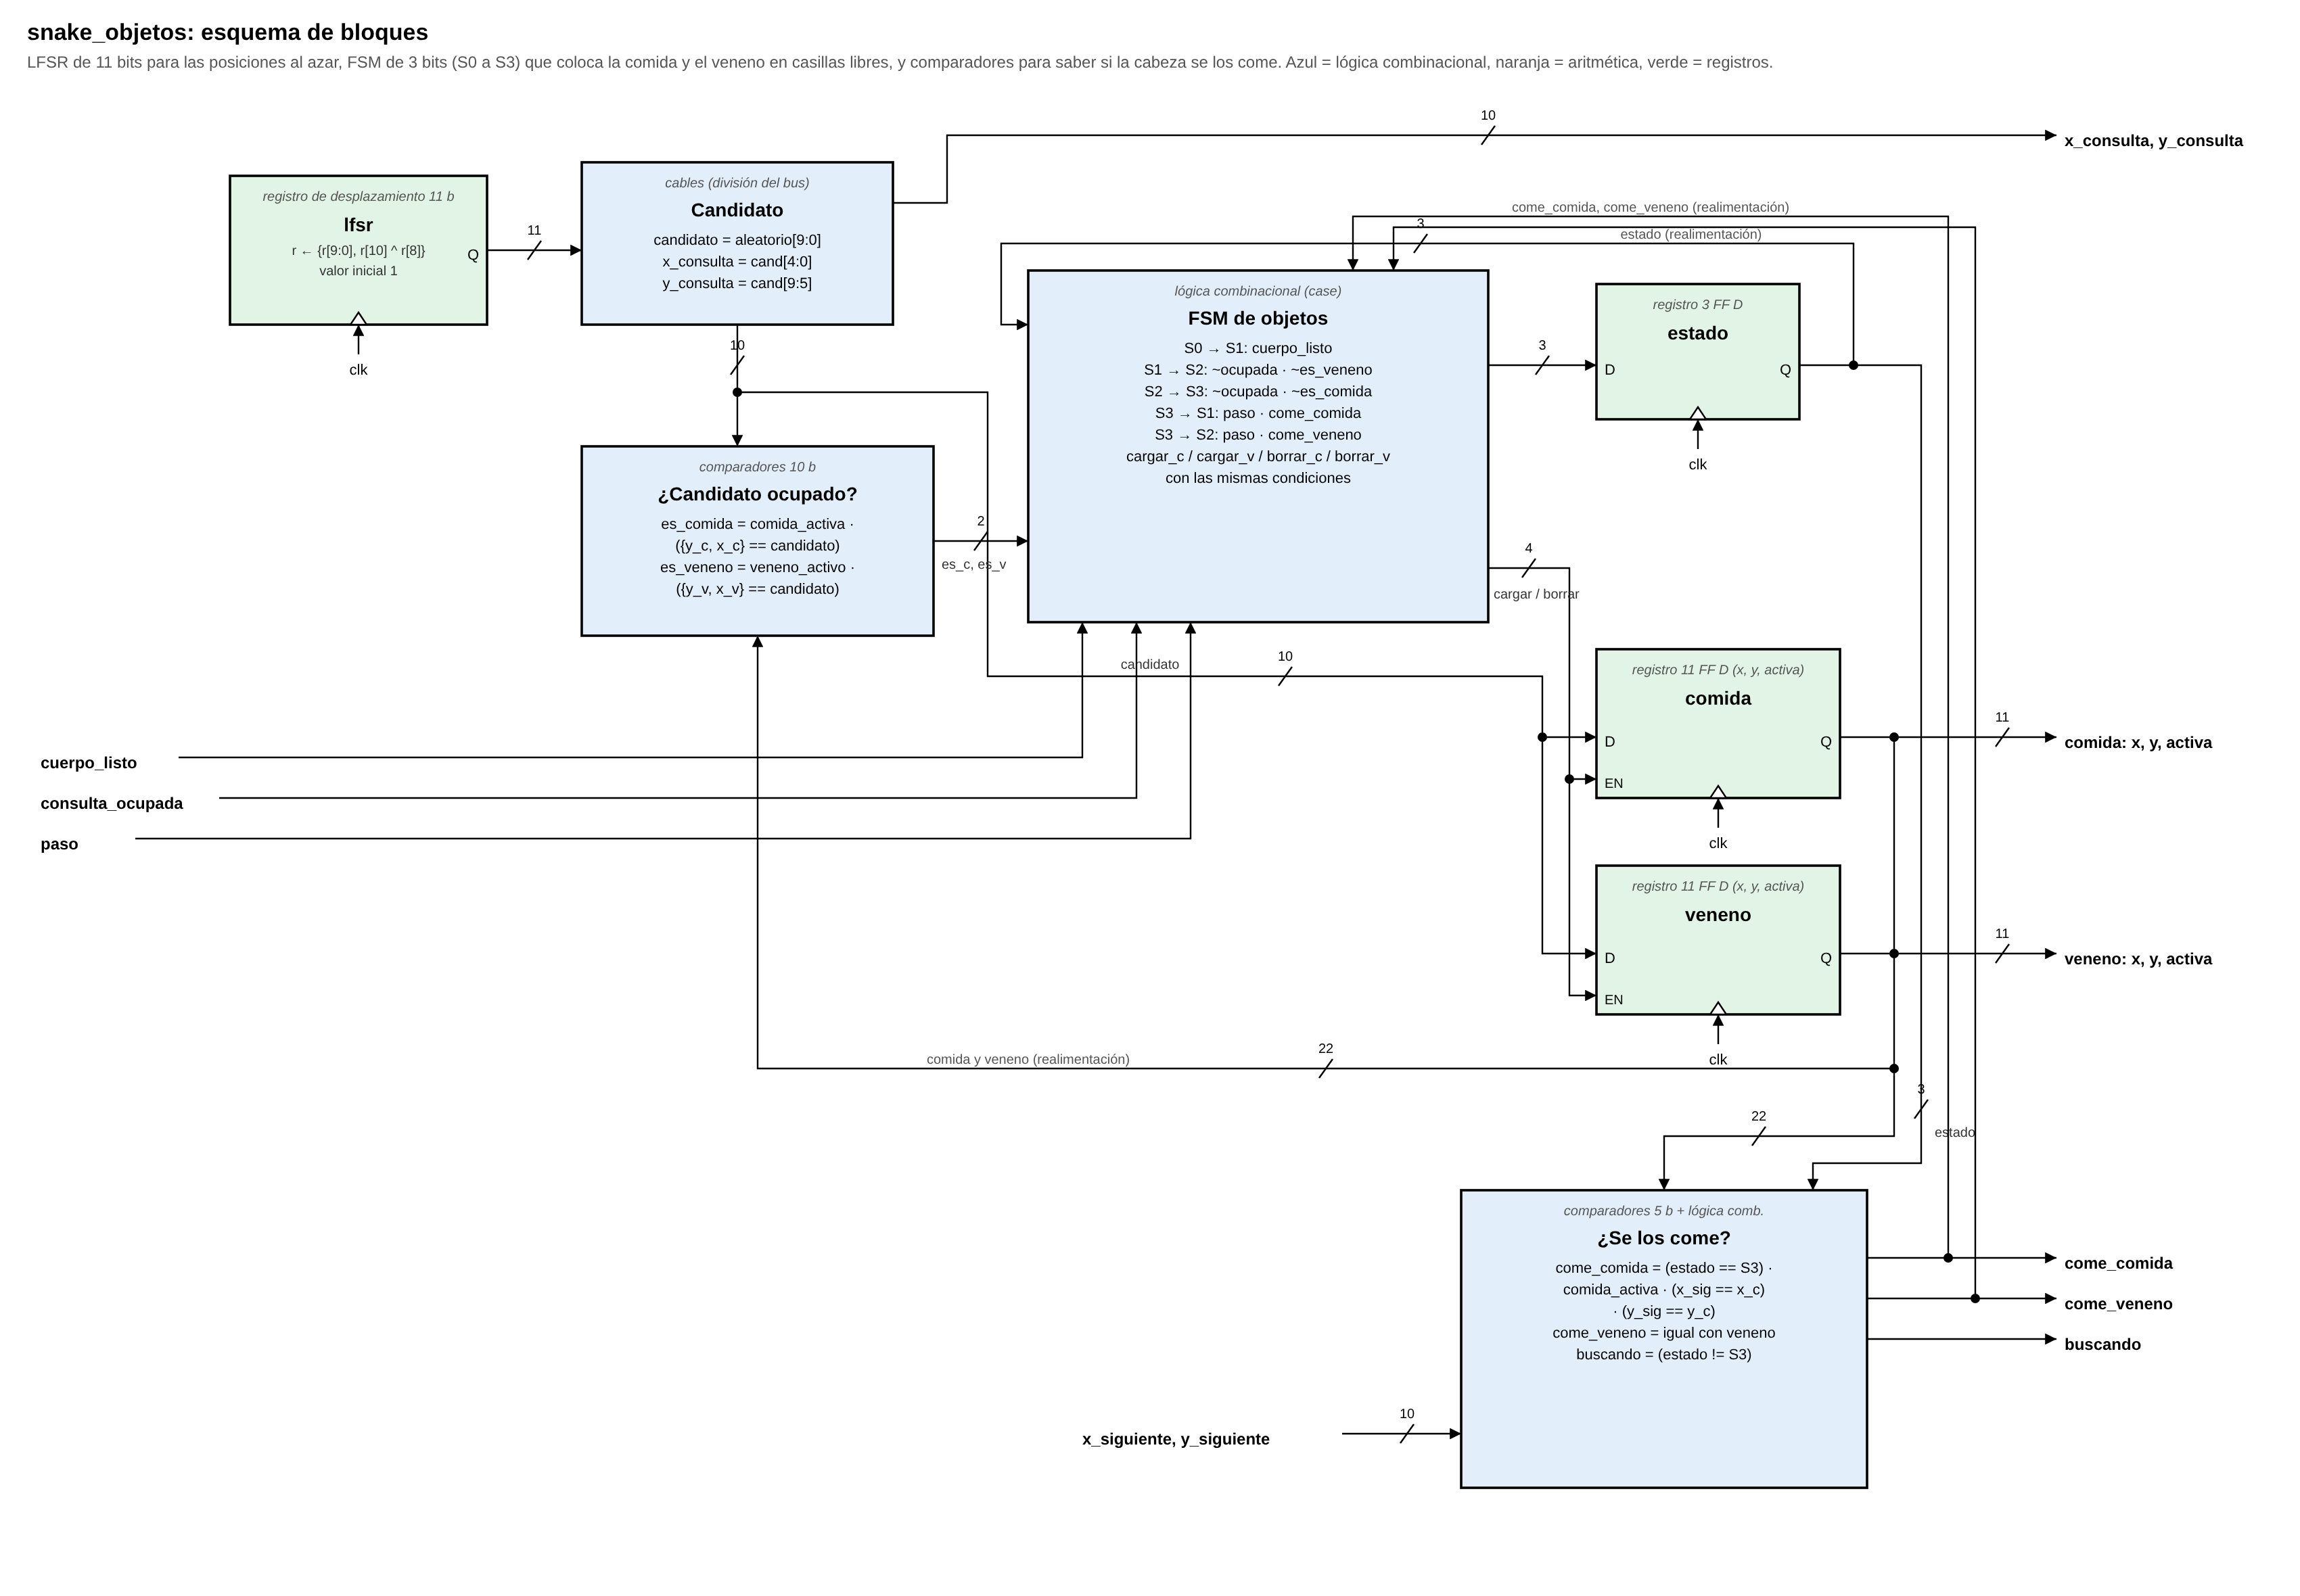 snake_objetos: esquema de bloques
LFSR de 11 bits para las posiciones al azar, FSM de 3 bits (S0 a S3) que coloca la comida y el veneno en casillas libres, y comparadores para saber si la cabeza se los come. Azul = lógica combinacional, naranja = aritmética, verde = registros.
10
x_consulta, y_consulta
registro de desplazamiento 11 b
lfsr
r ← {r[9:0], r[10] ^ r[8]}
valor inicial 1
Q
clk
11
cables (división del bus)
Candidato
candidato = aleatorio[9:0]
x_consulta = cand[4:0]
y_consulta = cand[9:5]
10
come_comida, come_veneno (realimentación)
3
estado (realimentación)
lógica combinacional (case)
FSM de objetos
S0 → S1: cuerpo_listo
S1 → S2: ~ocupada · ~es_veneno
S2 → S3: ~ocupada · ~es_comida
S3 → S1: paso · come_comida
S3 → S2: paso · come_veneno
cargar_c / cargar_v / borrar_c / borrar_v
con las mismas condiciones
3
registro 3 FF D
estado
D
Q
clk
comparadores 10 b
¿Candidato ocupado?
es_comida = comida_activa ·
({y_c, x_c} == candidato)
es_veneno = veneno_activo ·
({y_v, x_v} == candidato)
2
es_c, es_v
4
cargar / borrar
candidato
10
registro 11 FF D (x, y, activa)
comida
D
Q
EN
clk
11
comida: x, y, activa
cuerpo_listo
consulta_ocupada
paso
registro 11 FF D (x, y, activa)
veneno
D
Q
EN
clk
11
veneno: x, y, activa
comida y veneno (realimentación)
22
3
22
estado
comparadores 5 b + lógica comb.
¿Se los come?
come_comida = (estado == S3) ·
comida_activa · (x_sig == x_c)
· (y_sig == y_c)
come_veneno = igual con veneno
buscando = (estado != S3)
come_comida
come_veneno
buscando
x_siguiente, y_siguiente
10